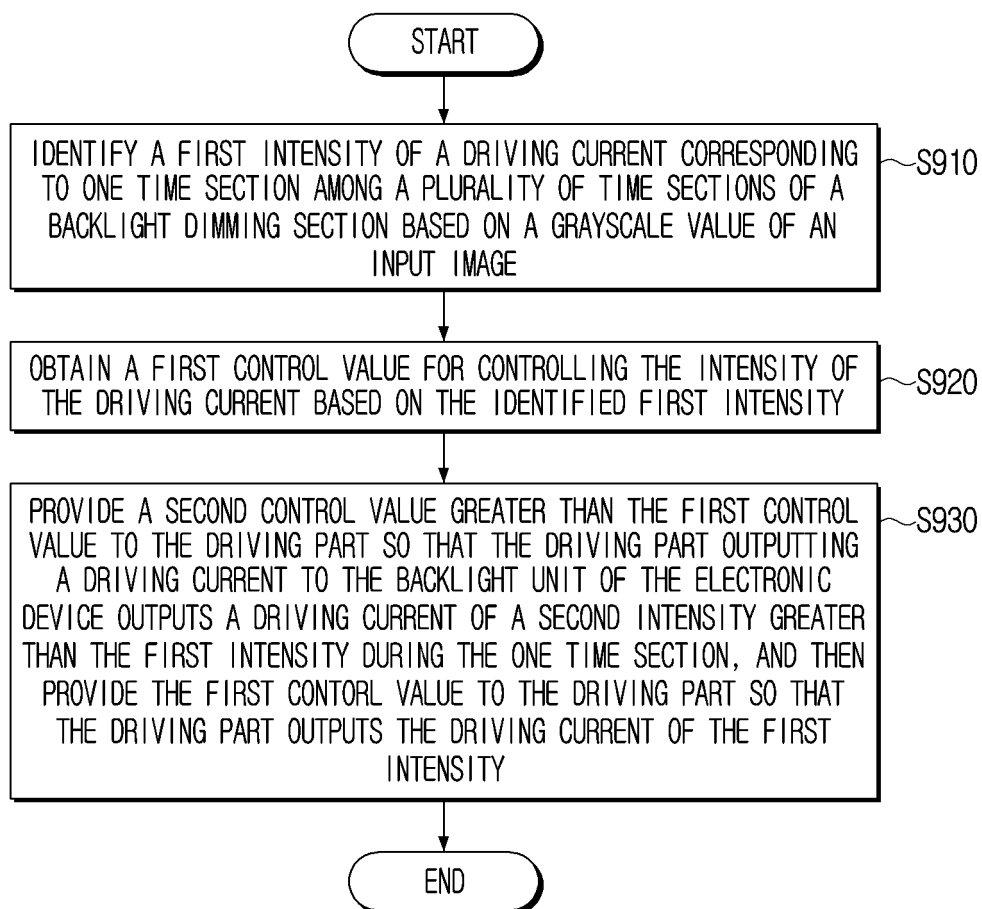 START
IDENTIFY A FIRST INTENSITY OF A DRIVING CURRENT CORRESPONDING
TO ONE TIME SECTION AMONG A PLURALITY OF TIME SECTIONS OF A
BACKLIGHT DIMMING SECTION BASED ON A GRAYSCALE VALUE OF AN
INPUT IMAGE
S910
OBTAIN A FIRST CONTROL VALUE FOR CONTROLLING THE INTENSITY OF
THE DRIVING CURRENT BASED ON THE IDENTIFIED FIRST INTENSITY
S920
PROVIDE A SECOND CONTROL VALUE GREATER THAN THE FIRST CONTROL
VALUE TO THE DRIVING PART SO THAT THE DRIVING PART OUTPUTTING
A DRIVING CURRENT TO THE BACKLIGHT UNIT OF THE ELECTRONIC
DEVICE OUTPUTS A DRIVING CURRENT OF A SECOND INTENSITY GREATER
THAN THE FIRST INTENSITY DURING THE ONE TIME SECTION, AND THEN
PROVIDE THE FIRST CONTORL VALUE TO THE DRIVING PART SO THAT
THE DRIVING PART OUTPUTS THE DRIVING CURRENT OF THE FIRST
INTENSITY
S930
END